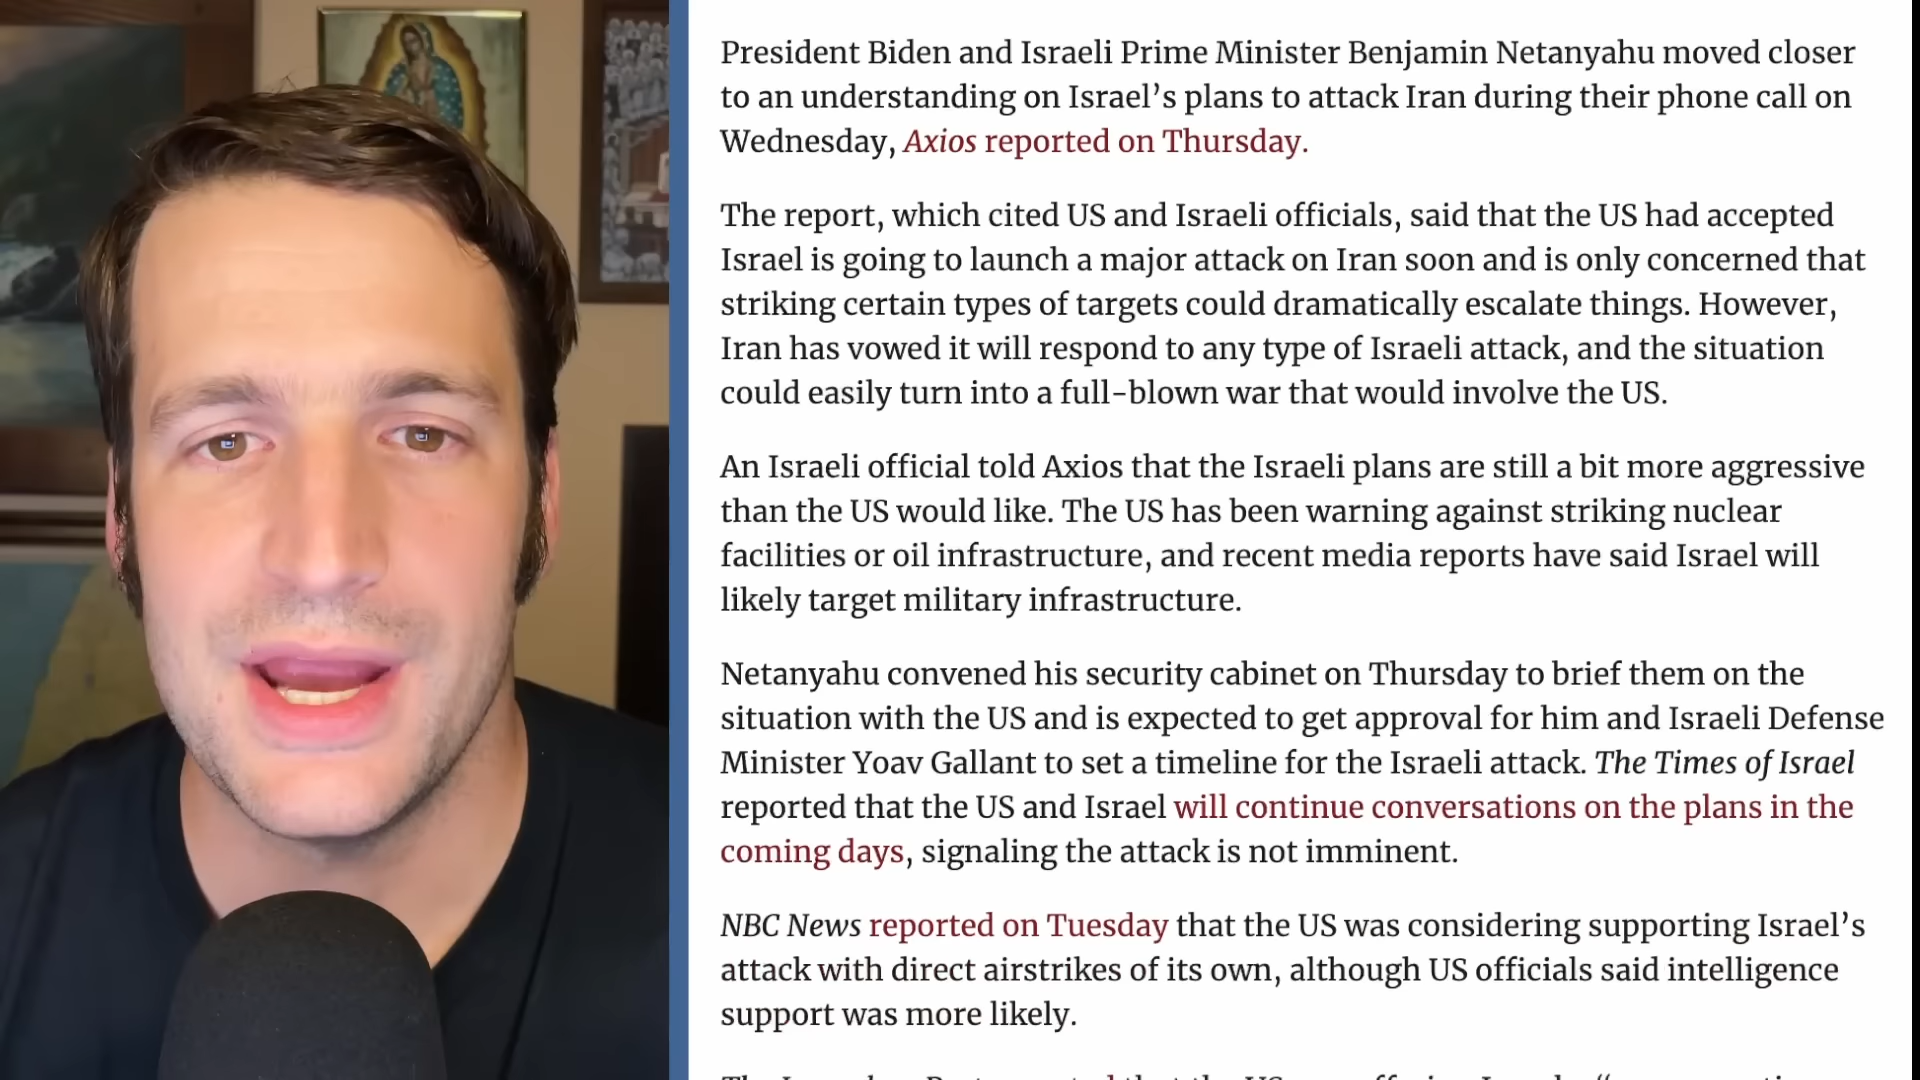 President Biden and Israeli Prime Minister Benjamin Netanyahu moved closer
to an understanding on Israel’s plans to attack Iran during their phone call on
Wednesday, Axios reported on Thursday.
The report, which cited US and Israeli officials, said that the US had accepted
Israel is going to launch a major attack on Iran soon and is only concerned that
striking certain types of targets could dramatically escalate things. However,
Iran has vowed it will respond to any type of Israeli attack, and the situation
could easily turn into a full-blown war that would involve the US.
An Israeli official told Axios that the Israeli plans are still a bit more aggressive
than the US would like. The US has been warning against striking nuclear
facilities or oil infrastructure, and recent media reports have said Israel will
likely target military infrastructure.
Netanyahu convened his security cabinet on Thursday to brief them on the
situation with the US and is expected to get approval for him and Israeli Defense
Minister Yoav Gallant to set a timeline for the Israeli attack. The Times of Israel
reported that the US and Israel will continue conversations on the plans in the
coming days, signaling the attack is not imminent.
NBC News reported on Tuesday that the US was considering supporting Israel’s
attack with direct airstrikes of its own, although US officials said intelligence
support was more likely.